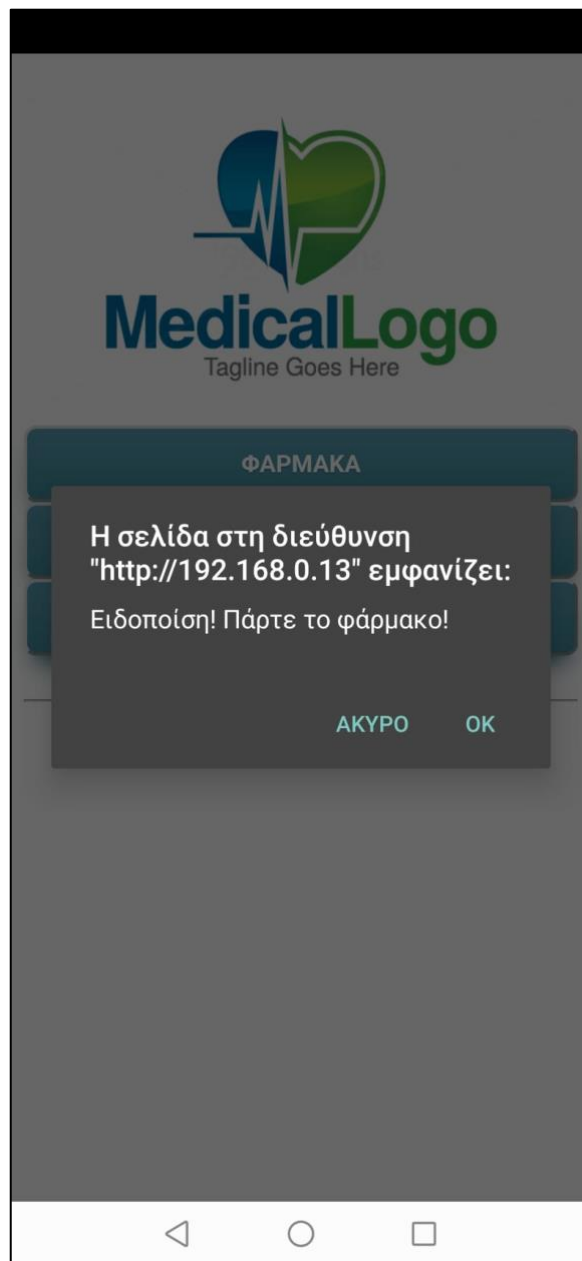 MedicalLogo
Tagline Goes Here
ΦΑΡΜΑΚΑ
Η σελίδα στη διεύθυνση
"http://192.168.0.13" εμφανίζει:
Ειδοποίση! Πάρτε το φάρμακο!
ΑΚΥΡΟ OK